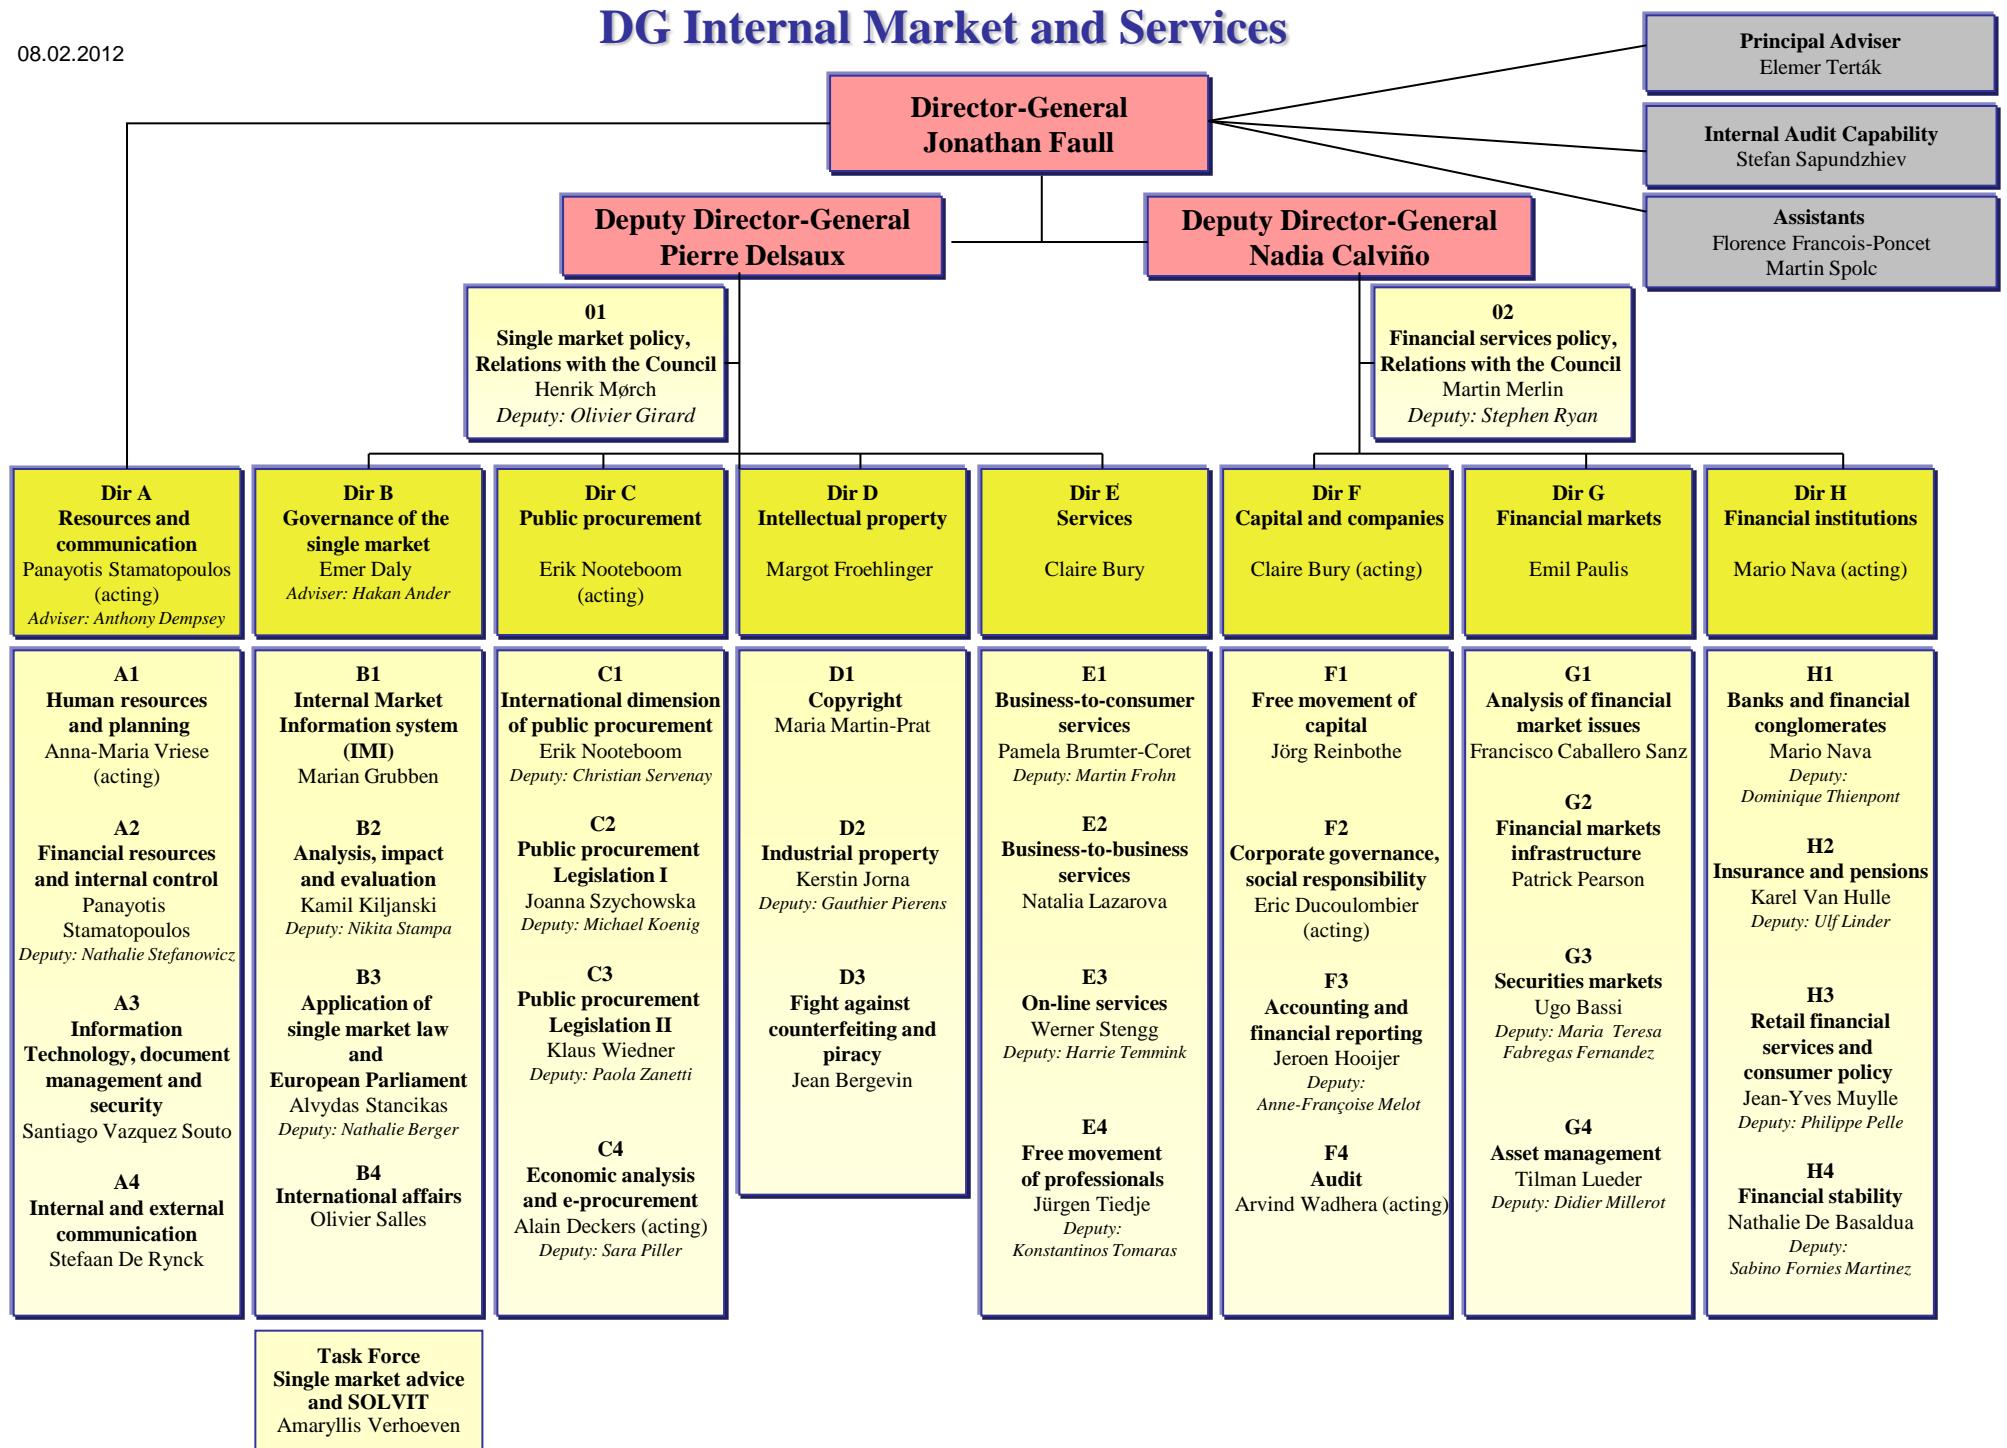 DG Internal Market and Services
08.02.2012
Principal Adviser
Elemer Terták
Director-General
Jonathan Faull
Internal Audit Capability
Stefan Sapundzhiev
Assistants
Florence Francois-Poncet
Martin Spolc
Deputy Director-General
Pierre Delsaux
Deputy Director-General
Nadia Calviño
01
Single market policy,
Relations with the Council
Henrik Mørch
Deputy: Olivier Girard
02
Financial services policy,
Relations with the Council
Martin Merlin
Deputy: Stephen Ryan
Dir A
Resources and
communication
Panayotis Stamatopoulos
(acting)
Adviser: Anthony Dempsey
Dir B
Governance of the
single market
Emer Daly
Adviser: Hakan Ander
Dir C
Public procurement
Erik Nooteboom
(acting)
Dir D
Intellectual property
Margot Froehlinger
Dir E
Services
Claire Bury
Dir F
Capital and companies
Claire Bury (acting)
Dir G
Financial markets
Emil Paulis
Dir H
Financial institutions
Mario Nava (acting)
A1
Human resources
and planning
Anna-Maria Vriese
(acting)
A2
Financial resources
and internal control
Panayotis
Stamatopoulos
Deputy: Nathalie Stefanowicz
A3
Information
Technology, document
management and
security
Santiago Vazquez Souto
A4
Internal and external
communication
Stefaan De Rynck
B1
Internal Market
Information system
(IMI)
Marian Grubben
B2
Analysis, impact
and evaluation
Kamil Kiljanski
Deputy: Nikita Stampa
B3
Application of
single market law
and
European Parliament
Alvydas Stancikas
Deputy: Nathalie Berger
B4
International affairs
Olivier Salles
C1
International dimension
of public procurement
Erik Nooteboom
Deputy: Christian Servenay
C2
Public procurement
Legislation I
Joanna Szychowska
Deputy: Michael Koenig
C3
Public procurement
Legislation II
Klaus Wiedner
Deputy: Paola Zanetti
C4
Economic analysis
and e-procurement
Alain Deckers (acting)
Deputy: Sara Piller
D1
Copyright
Maria Martin-Prat
D2
Industrial property
Kerstin Jorna
Deputy: Gauthier Pierens
D3
Fight against
counterfeiting and
piracy
Jean Bergevin
E1
Business-to-consumer
services
Pamela Brumter-Coret
Deputy: Martin Frohn
E2
Business-to-business
services
Natalia Lazarova
E3
On-line services
Werner Stengg
Deputy: Harrie Temmink
E4
Free movement
of professionals
Jürgen Tiedje
Deputy:
Konstantinos Tomaras
F1
Free movement of
capital
Jörg Reinbothe
F2
Corporate governance,
social responsibility
Eric Ducoulombier
(acting)
F3
Accounting and
financial reporting
Jeroen Hooijer
Deputy:
Anne-Françoise Melot
F4
Audit
Arvind Wadhera (acting)
G1
Analysis of financial
market issues
Francisco Caballero Sanz
G2
Financial markets
infrastructure
Patrick Pearson
G3
Securities markets
Ugo Bassi
Deputy: Maria Teresa
Fabregas Fernandez
G4
Asset management
Tilman Lueder
Deputy: Didier Millerot
H1
Banks and financial
conglomerates
Mario Nava
Deputy:
Dominique Thienpont
H2
Insurance and pensions
Karel Van Hulle
Deputy: Ulf Linder
H3
Retail financial
services and
consumer policy
Jean-Yves Muylle
Deputy: Philippe Pelle
H4
Financial stability
Nathalie De Basaldua
Deputy:
Sabino Fornies Martinez
Task Force
Single market advice
and SOLVIT
Amaryllis Verhoeven